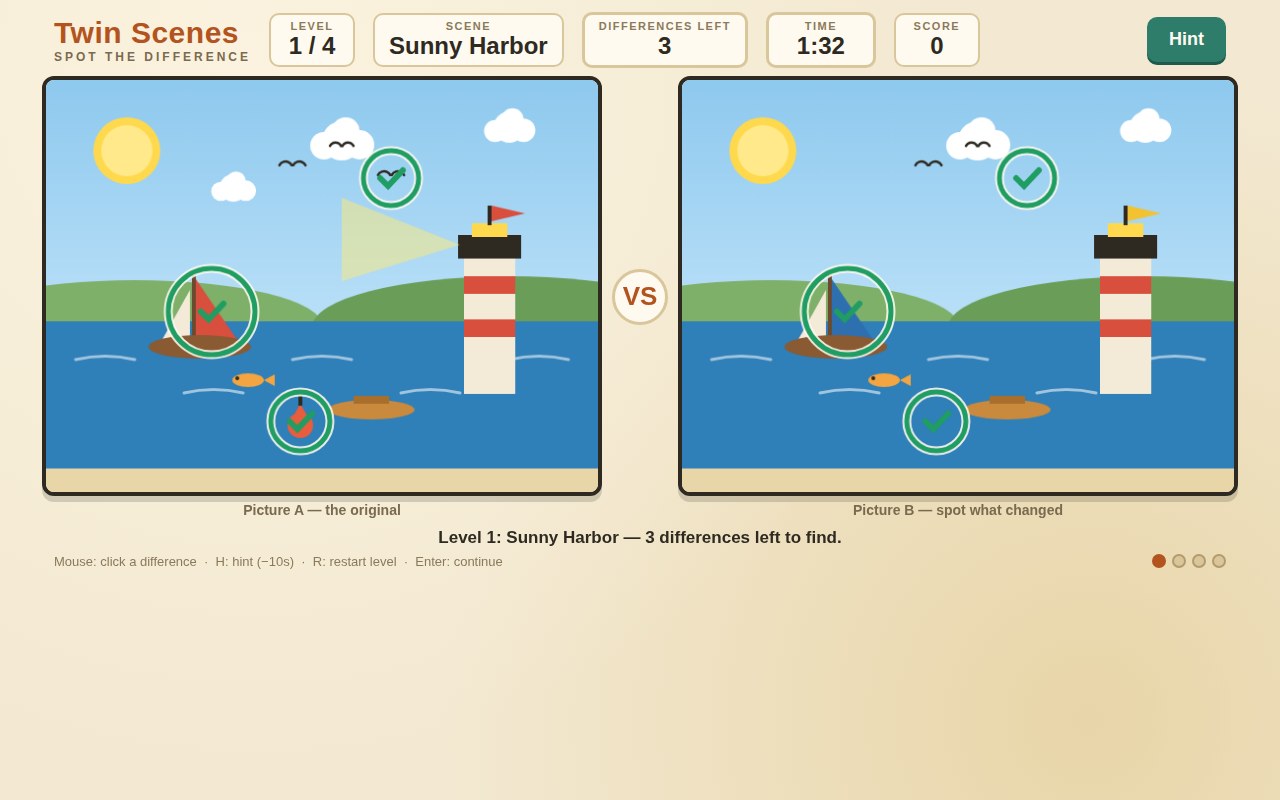 Twin Scenes
SPOT THE DIFFERENCE
LEVEL
1 / 4
SCENE
Sunny Harbor
DIFFERENCES LEFT
3
TIME
1:32
SCORE
0
Hint
VS
Picture A — the original
Picture B — spot what changed
Level 1: Sunny Harbor — 3 differences left to find.
Mouse: click a difference · H: hint (−10s) · R: restart level · Enter: continue